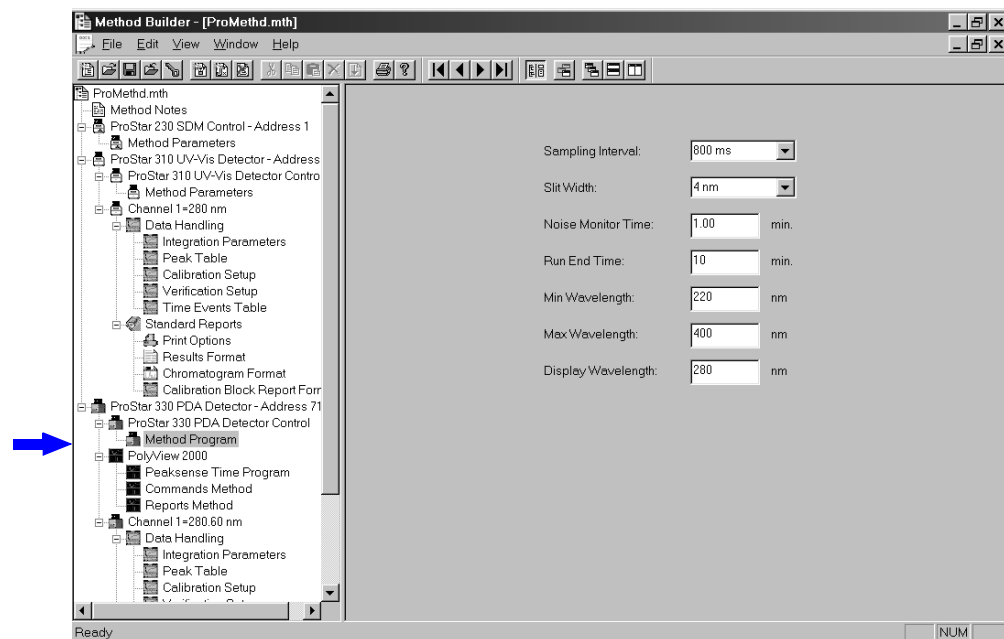 Method Builder - [ProMethd.mth]
File Edit View Window Help
ProMethd.mth
Method Notes
ProStar 230 SDM Control - Address 1
Method Parameters
ProStar 310 UV-Vis Detector - Address
ProStar 310 UV-Vis Detector Contro
Method Parameters
Channel 1=280 nm
Data Handling
Integration Parameters
Peak Table
Calibration Setup
Verification Setup
Time Events Table
Standard Reports
Print Options
Results Format
Chromatogram Format
Calibration Block Report Forr
ProStar 330 PDA Detector - Address 71
ProStar 330 PDA Detector Control
Method Program
PolyView 2000
Peaksense Time Program
Commands Method
Reports Method
Channel 1=280.60 nm
Data Handling
Integration Parameters
Peak Table
Calibration Setup
Sampling Interval: 800 ms
Slit Width: 4 nm
Noise Monitor Time: 1.00 min.
Run End Time: 10 min.
Min Wavelength: 220 nm
Max Wavelength: 400 nm
Display Wavelength: 280 nm
Ready NUM